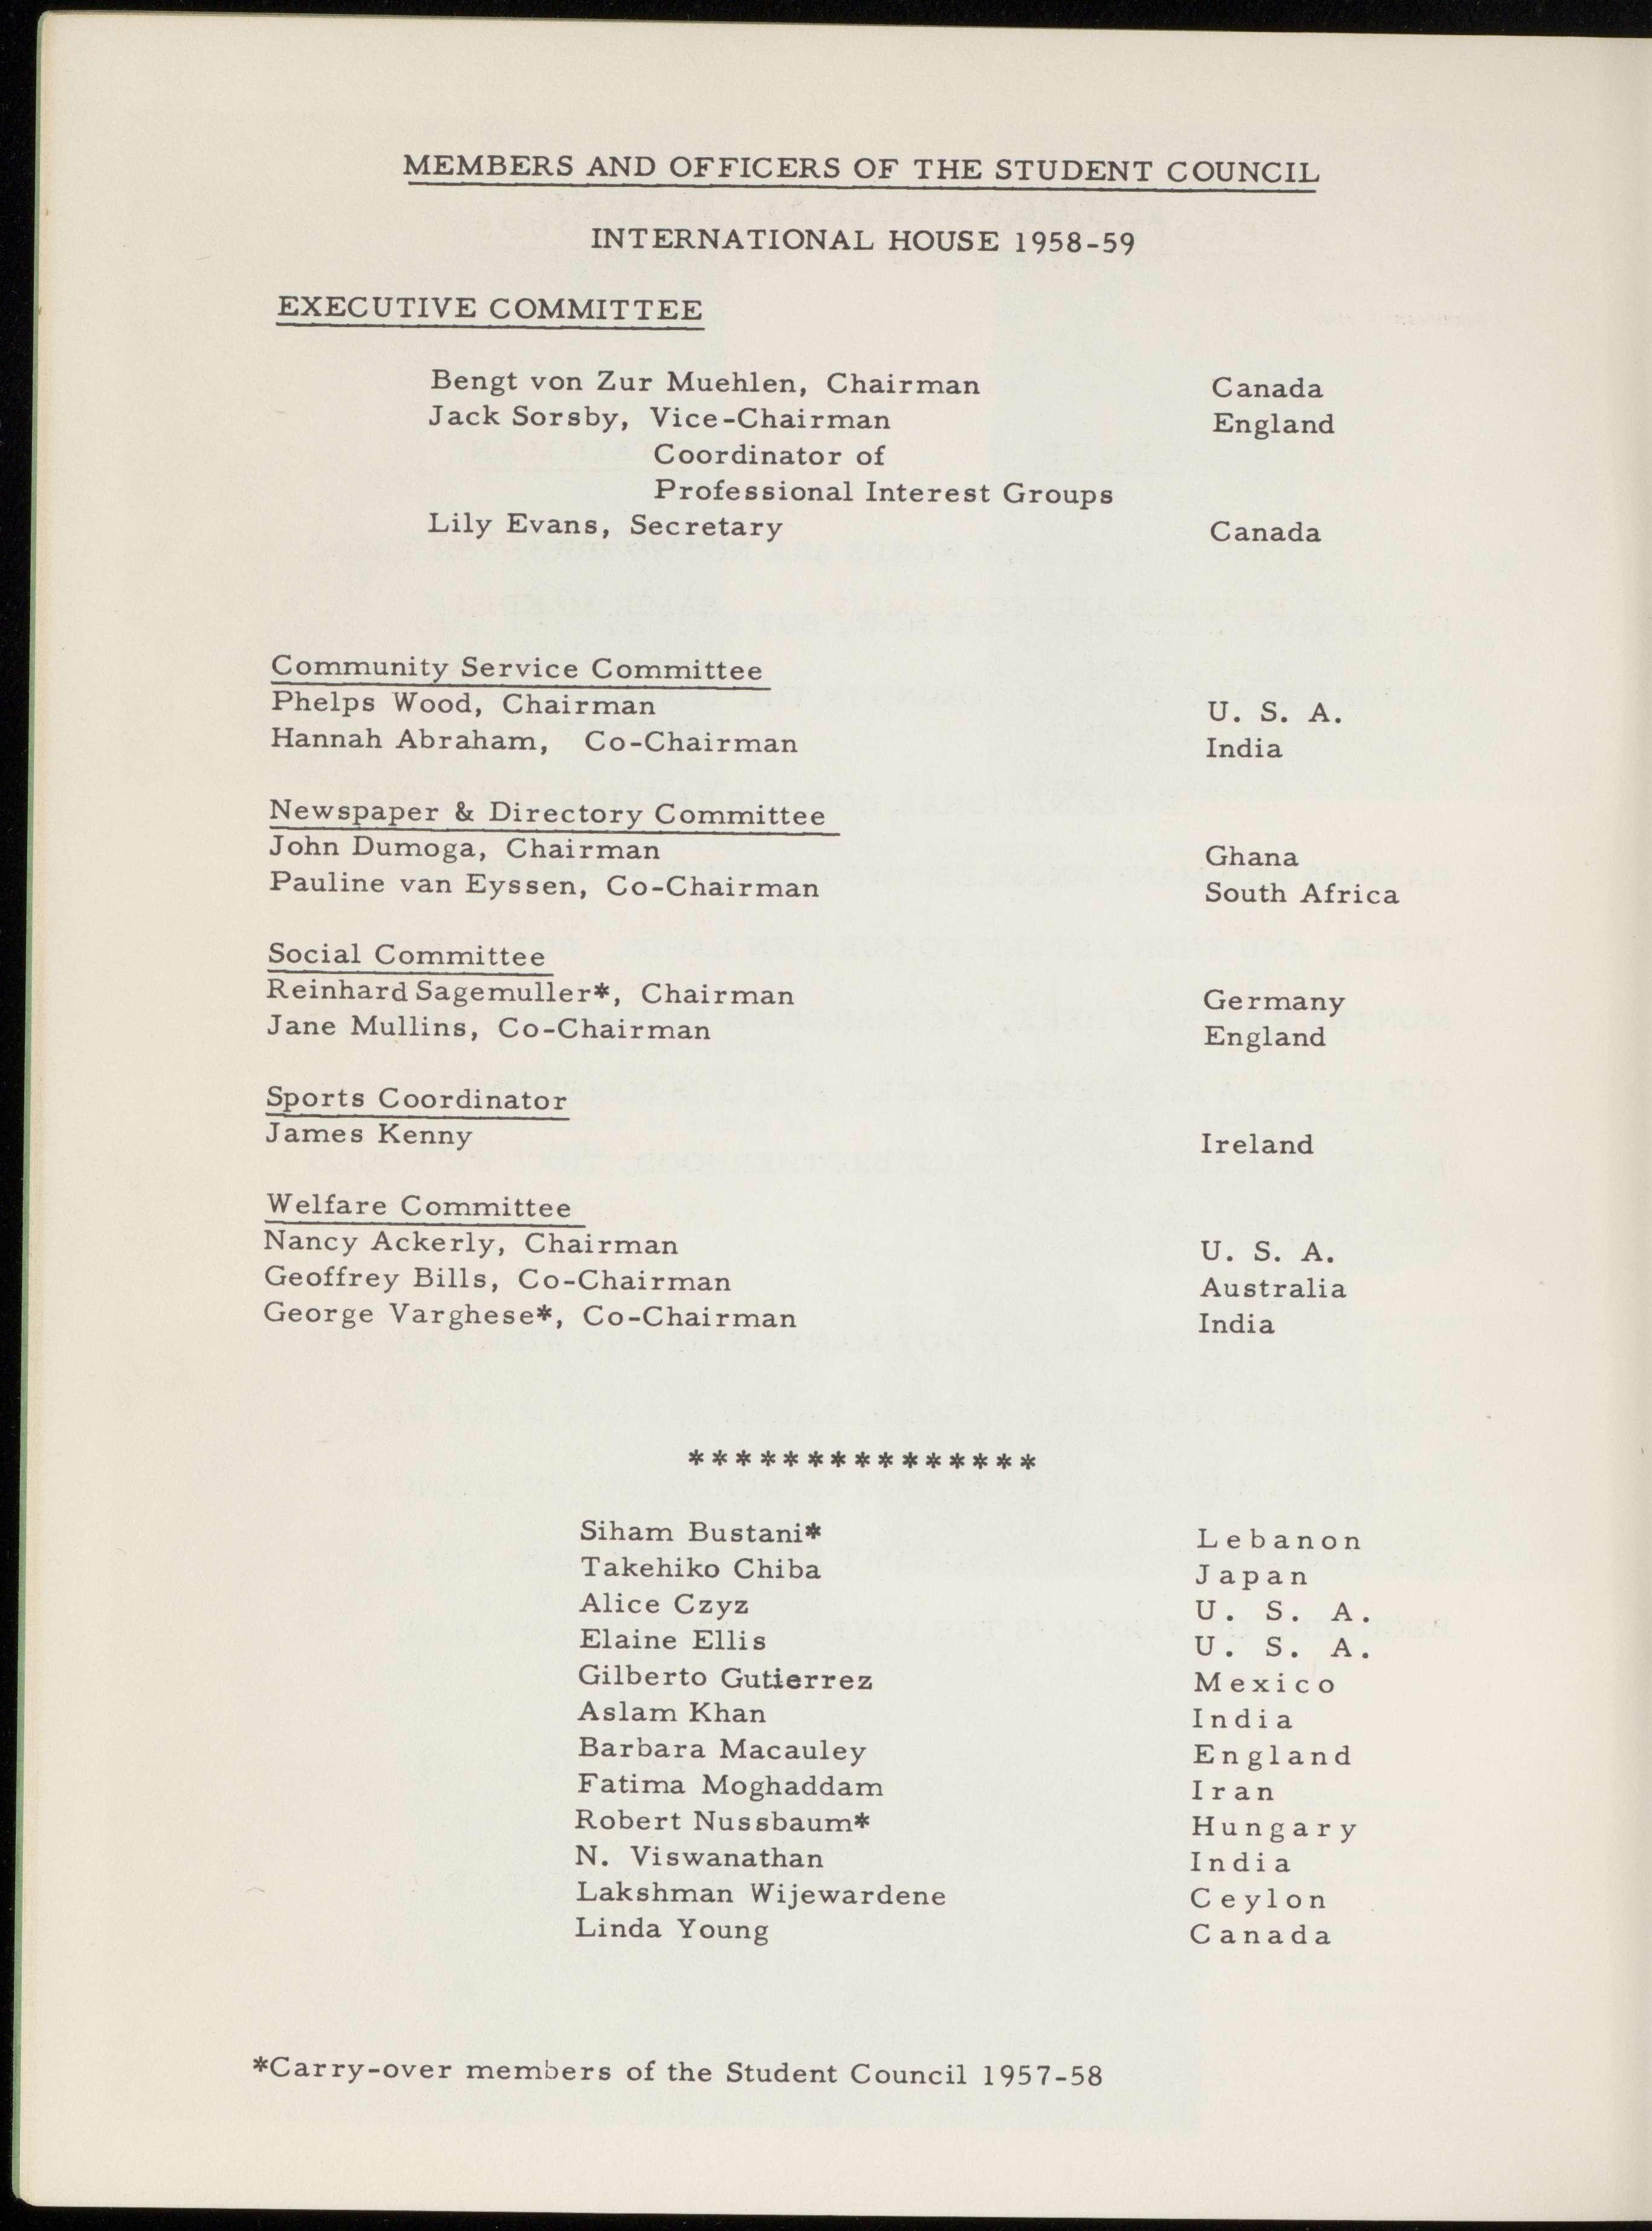 MEMBERS AND OFFICERS OF THE STUDENT COUNCIL
INTERNATIONAL HOUSE 1958-59
EXECUTIVE COMMITTEE
Bengt von Zur Muehlen, Chairman Canada
Jack Sorsby, Vice-Chairman England
Coordinator of
Professional Interest Groups
Lily Evans, Secretary Canada
Community Service Committee
Phelps Wood, Chairman U. S. A.
Hannah Abraham, Co-Chairman India
Newspaper & Directory Committee
John Dumoga, Chairman Ghana
Pauline van Eyssen, Co-Chairman South Africa
Social Committee
Reinhard Sagemuller*, Chairman Germany
Jane Mullins, Co-Chairman England
Sports Coordinator
James Kenny Ireland
Welfare Committee
Nancy Ackerly, Chairman U. S. A.
Geoffrey Bills, Co-Chairman Australia
George Varghese*, Co-Chairman India
***************
Siham Bustani* Lebanon
Takehiko Chiba Japan
Alice Czyz U. S. A.
Elaine Ellis U. S. A.
Gilberto Gutierrez Mexico
Aslam Khan India
Barbara Macauley England
Fatima Moghaddam Iran
Robert Nussbaum* Hungary
N. Viswanathan India
Lakshman Wijewardene Ceylon
Linda Young Canada
*Carry-over members of the Student Council 1957-58